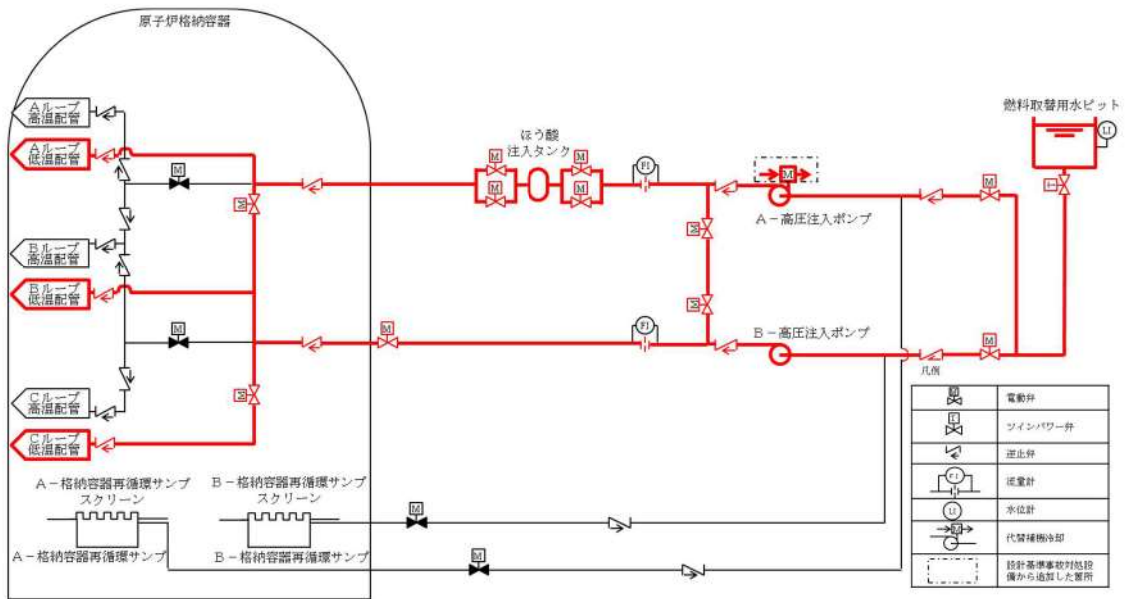 原子炉格納容器
Aループ
高温配管
Aループ
低温配管
Bループ
高温配管
Bループ
低温配管
Cループ
高温配管
Cループ
低温配管
M
M
M
M
ほう酸
注入タンク
M
M
M
M
FI
M
M
M
FI
M
A-高圧注入ポンプ
B-高圧注入ポンプ
M
M
燃料取替用水ピット
LI
T
A-格納容器再循環サンプ
スクリーン
A-格納容器再循環サンプ
B-格納容器再循環サンプ
スクリーン
B-格納容器再循環サンプ
M
M
凡例
M
電動弁
T
ツインパワー弁
逆止弁
FI
流量計
LI
水位計
M
代替補機冷却
設計基準事故対処設
備から追加した箇所